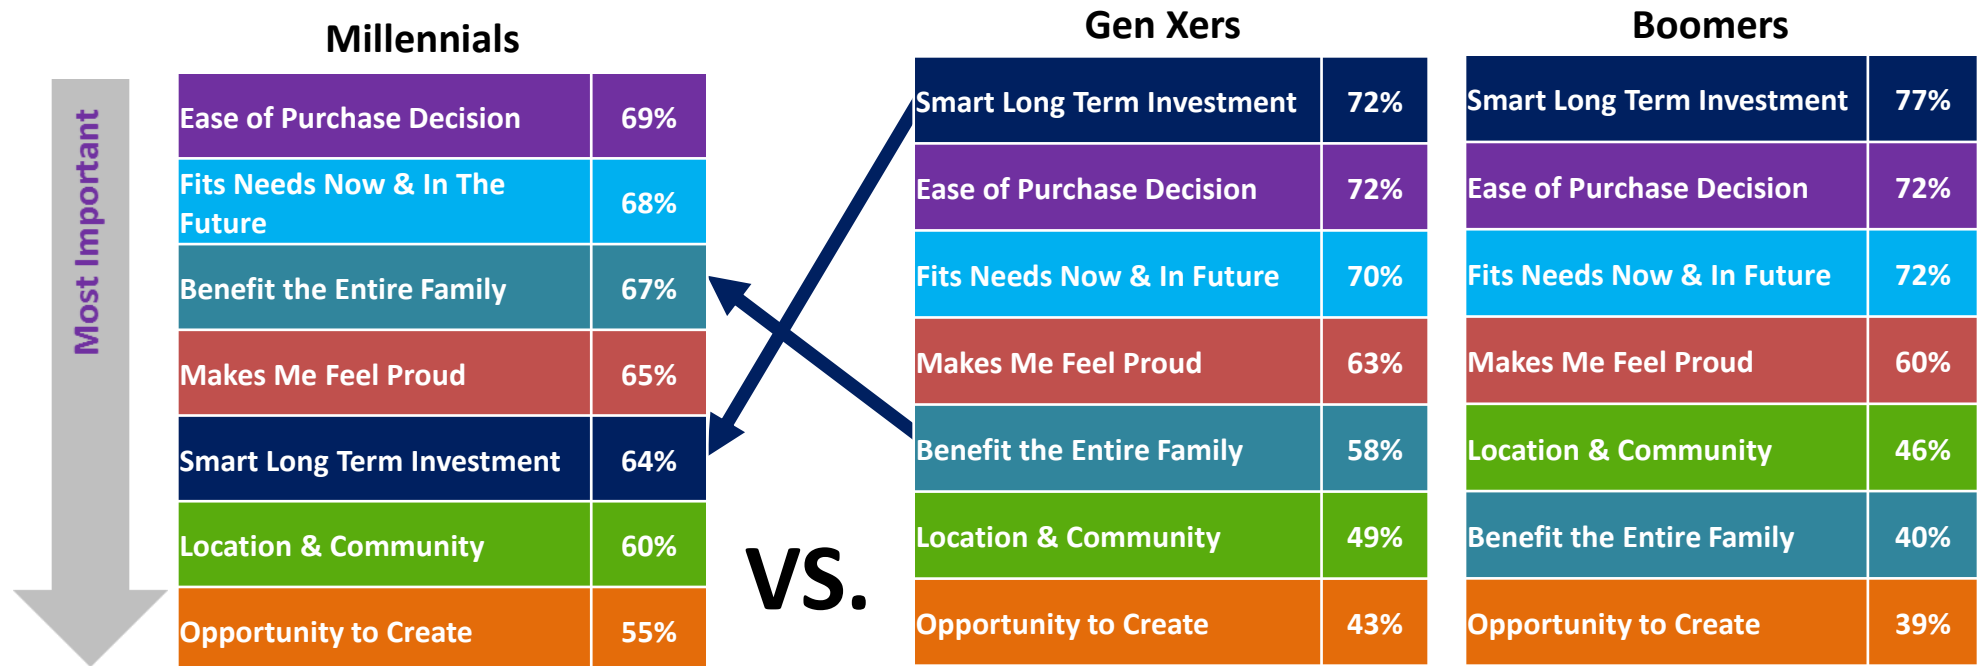 Millennials
Most Important
Ease of Purchase Decision 69%
Fits Needs Now & In The
Future 68%
Benefit the Entire Family 67%
Makes Me Feel Proud 65%
Smart Long Term Investment 64%
Location & Community 60%
Opportunity to Create 55%
VS.
Gen Xers
Smart Long Term Investment 72%
Ease of Purchase Decision 72%
Fits Needs Now & In Future 70%
Makes Me Feel Proud 63%
Benefit the Entire Family 58%
Location & Community 49%
Opportunity to Create 43%
Boomers
Smart Long Term Investment 77%
Ease of Purchase Decision 72%
Fits Needs Now & In Future 72%
Makes Me Feel Proud 60%
Location & Community 46%
Benefit the Entire Family 40%
Opportunity to Create 39%